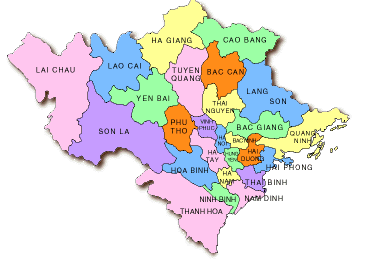 HA GIANG
CAO BANG
LAI CHAU
LAO CAI
TUYEN
QUANG
BAC CAN
YEN BAI
THAI
NGUYEN
LANG
SON
SON LA
PHU
THO
VINH
PHUC
BAC GIANG
QUANG
NINH
HA
NOI
BAC NINH
HA
TAY
HUNG
YEN
HAI
DUONG
HAI PHONG
HOA BINH
HA
NAM
THAI BINH
NINH BINH
NAM DINH
THANH HOA